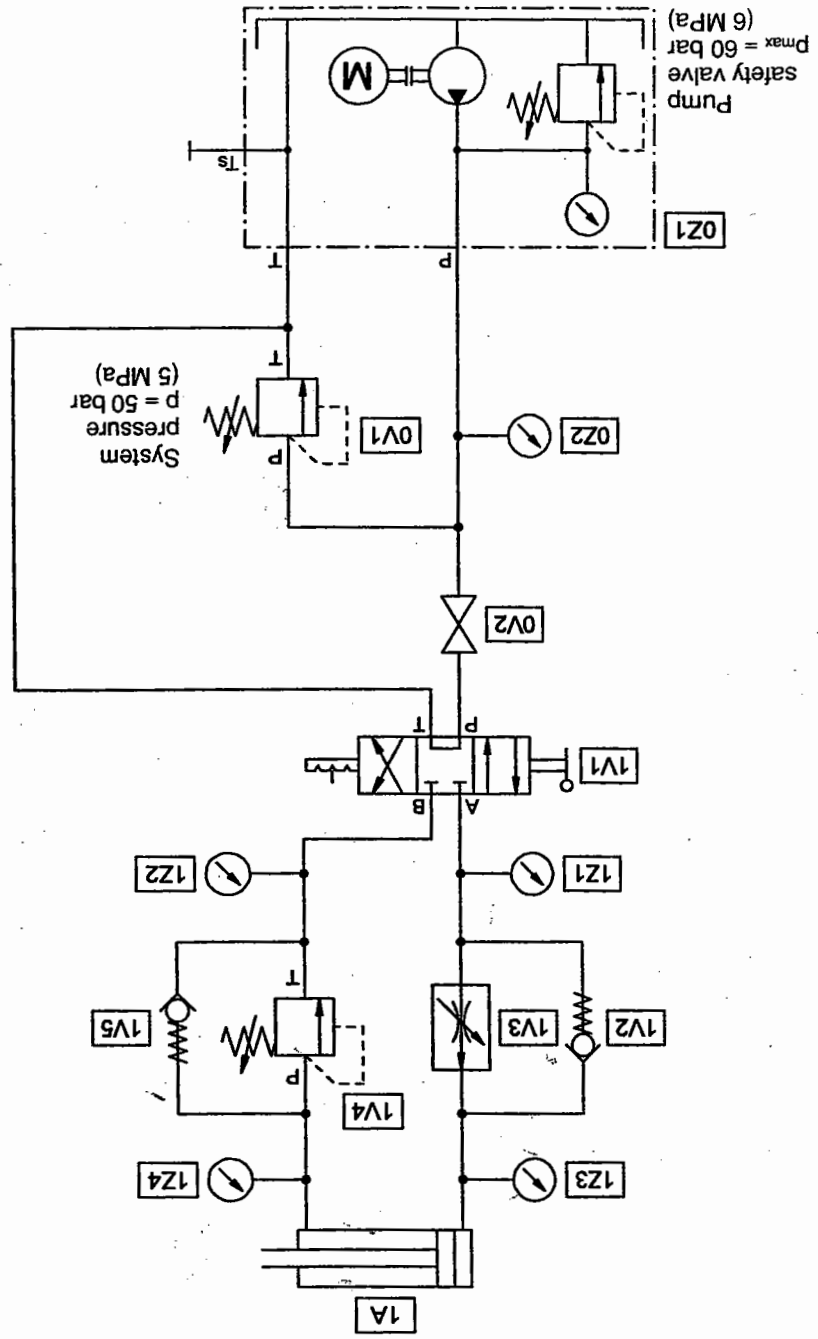 1A
1Z3
1Z4
1V4
P
1V2
1V3
1V5
T
1Z1
1Z2
A
B
1V1
P
T
0V2
P
0Z2
0V1
System
pressure
p = 50 bar
(5 MPa)
T
P
T
0Z1
Ts
Pump
safety valve
pmax = 60 bar
(6 MPa)
M